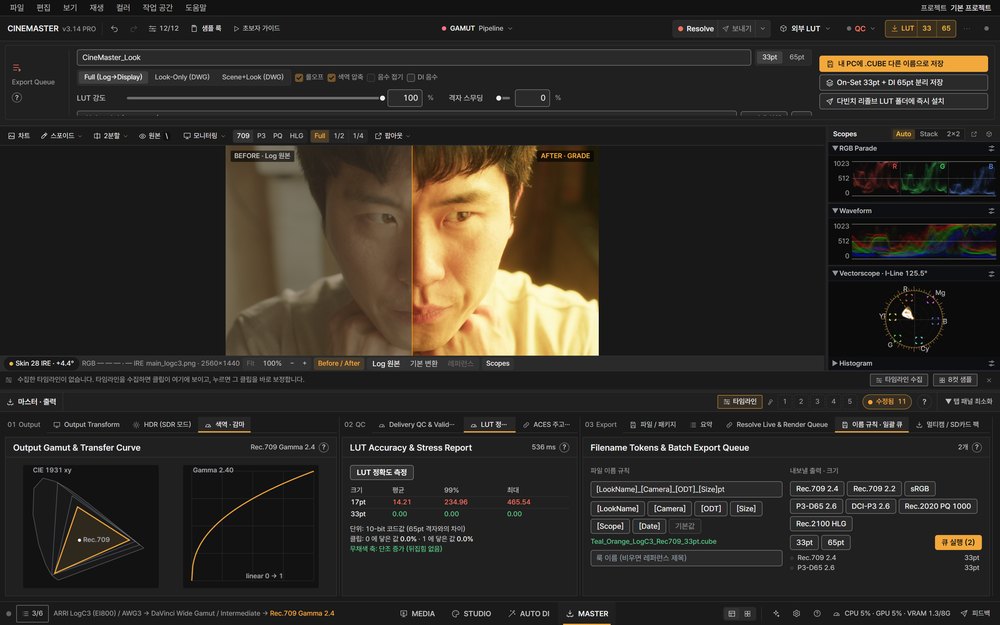 파일 편집 보기 재생 컬러 작업 공간 도움말 프로젝트 기본 프로젝트
CINEMASTER v3.14 PRO 12/12 샘플 룩 초보자 가이드 GAMUT Pipeline Resolve 보내기 외부 LUT QC LUT 33 65
Export Queue
CineMaster_Look 33pt 65pt
Full (Log→Display) Look-Only (DWG) Scene+Look (DWG) 롤오프 색역 압축 음수 접기 DI 음수
LUT 강도 100 % 격자 스무딩 0 %
내 PC에 .CUBE 다른 이름으로 저장
On-Set 33pt + DI 65pt 분리 저장
다빈치 리졸브 LUT 폴더에 즉시 설치
차트 스포이드 2분할 원본 \ 모니터링 709 P3 PQ HLG Full 1/2 1/4 팝아웃
Scopes Auto Stack 2×2
BEFORE · Log 원본 AFTER · GRADE
RGB Parade
1023
512
0
R G B
Waveform
1023
512
0
Vectorscope · I-Line 125.5°
R Mg B Cy G Yl
Histogram
Skin 28 IRE · +4.4° RGB — — — · — IRE main_logc3.png · 2560×1440 Fit 100% − + Before / After Log 원본 기본 변환 레퍼런스 Scopes
수집한 타임라인이 없습니다. 타임라인을 수집하면 클립이 여기에 보이고, 누르면 그 클립을 바로 보정합니다. 타임라인 수집 8컷 샘플
마스터 · 출력 타임라인 1 2 3 4 5 수정됨 11 ? 탭 패널 최소화
01 Output Output Transform HDR (SDR 모드) 색역 · 감마
02 QC Delivery QC & Valid··· LUT 정··· ACES 주고···
03 Export 파일 / 패키지 요약 Resolve Live & Render Queue 이름 규칙 · 일괄 큐 멀티캠 / SD카드 팩
Output Gamut & Transfer Curve Rec.709 Gamma 2.4 ?
CIE 1931 xy
Rec.709
Gamma 2.40
linear 0 → 1
LUT Accuracy & Stress Report 536 ms ?
LUT 정확도 측정
크기 평균 99% 최대
17pt 14.21 234.96 465.54
33pt 0.00 0.00 0.00
단위: 10-bit 코드값 (65pt 격자와의 차이)
클립: 0 에 닿은 값 0.0% · 1 에 닿은 값 0.0%
무채색 축: 단조 증가 (뒤집힘 없음)
Filename Tokens & Batch Export Queue 2개 ?
파일 이름 규칙
[LookName]_[Camera]_[ODT]_[Size]pt
[LookName] [Camera] [ODT] [Size]
[Scope] [Date] 기본값
Teal_Orange_LogC3_Rec709_33pt.cube
룩 이름 (비우면 레퍼런스 제목)
내보낼 출력 · 크기
Rec.709 2.4 Rec.709 2.2 sRGB
P3-D65 2.6 DCI-P3 2.6 Rec.2020 PQ 1000
Rec.2100 HLG
33pt 65pt 큐 실행 (2)
Rec.709 2.4 33pt
P3-D65 2.6 33pt
3/6 ARRI LogC3 (EI800) / AWG3 → DaVinci Wide Gamut / Intermediate → Rec.709 Gamma 2.4 MEDIA STUDIO AUTO DI MASTER CPU 5% · GPU 5% · VRAM 1.3/8G 피드백